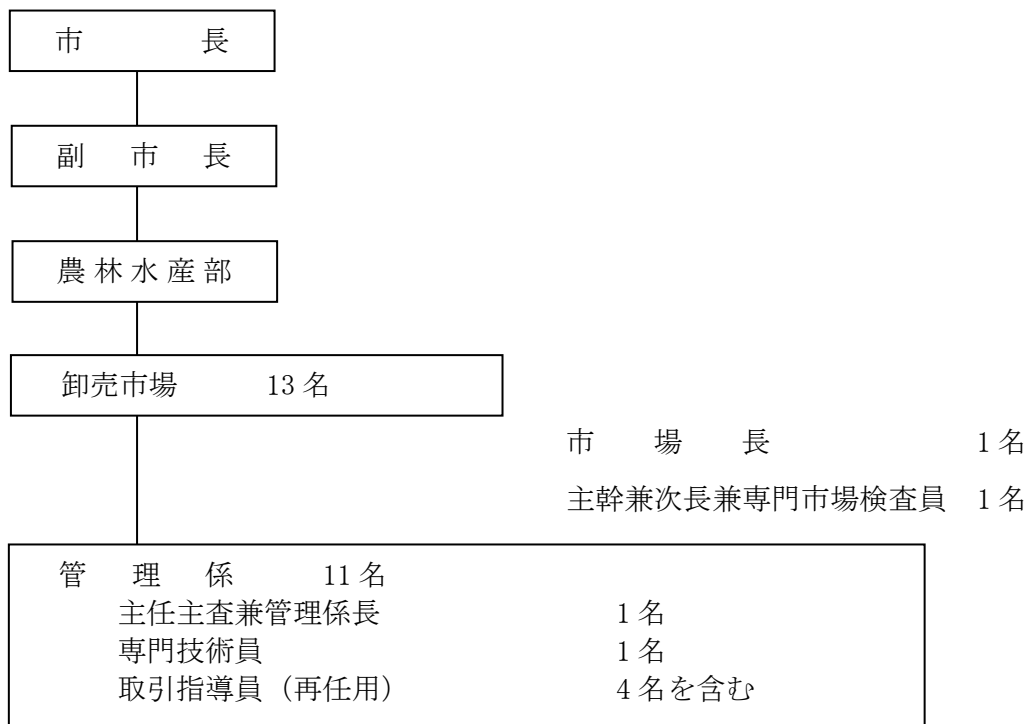 市長
副市長
農林水産部
卸売市場 13名
市場長 1名
主幹兼次長兼専門市場検査員 1名
管理係 11名
主任主査兼管理係長 1名
専門技術員 1名
取引指導員（再任用） 4名を含む